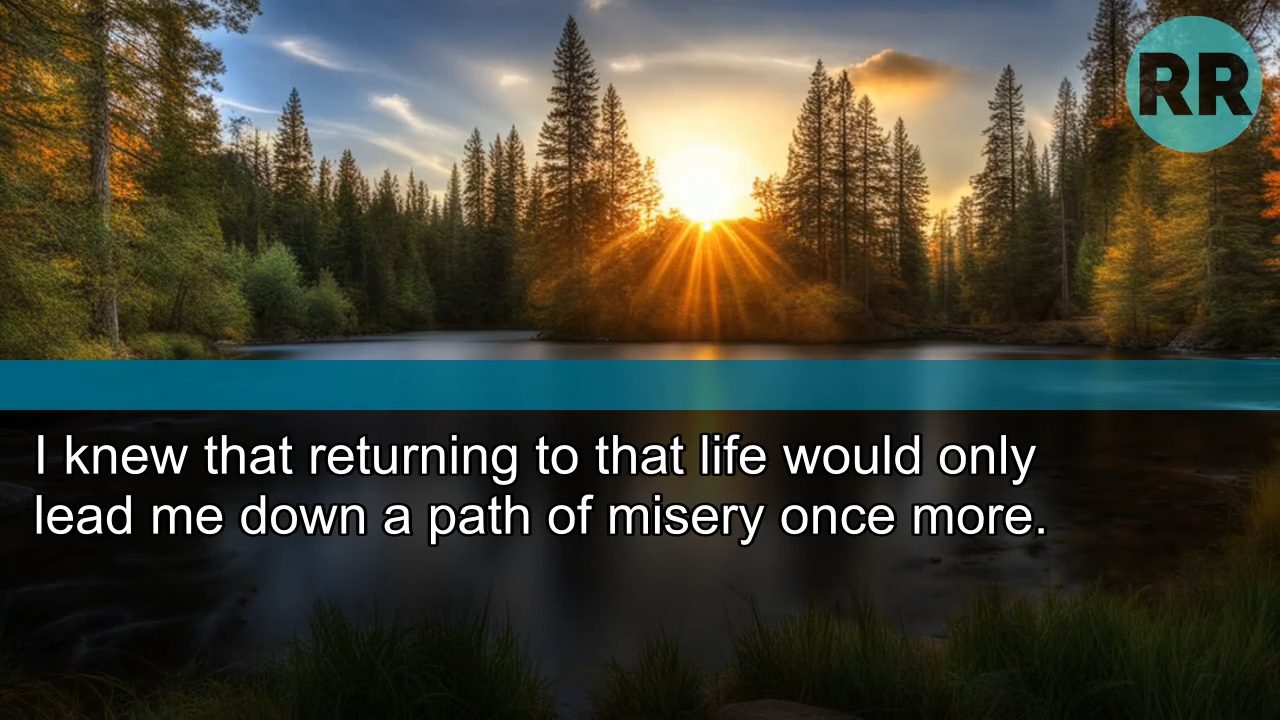 RR
I knew that returning to that life would only
lead me down a path of misery once more.